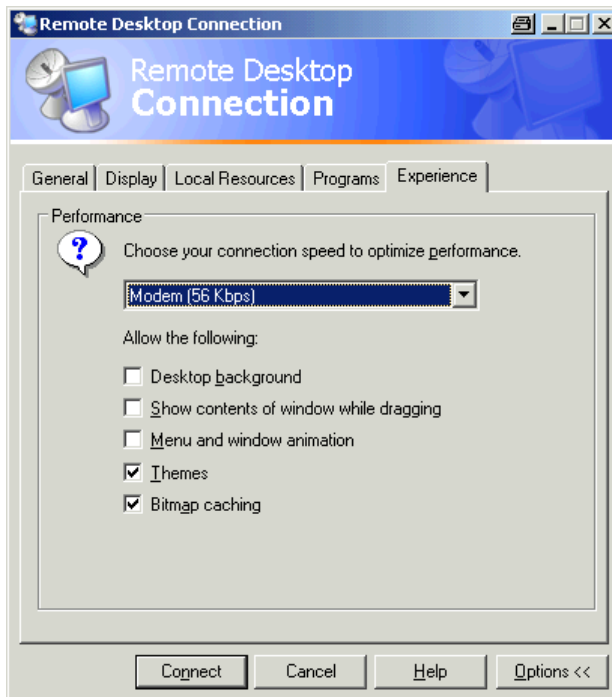 Remote Desktop Connection
Remote Desktop
Connection
General Display Local Resources Programs Experience
Performance
Choose your connection speed to optimize performance.
Modem (56 Kbps)
Allow the following:
Desktop background
Show contents of window while dragging
Menu and window animation
Themes
Bitmap caching
Connect Cancel Help Options <<